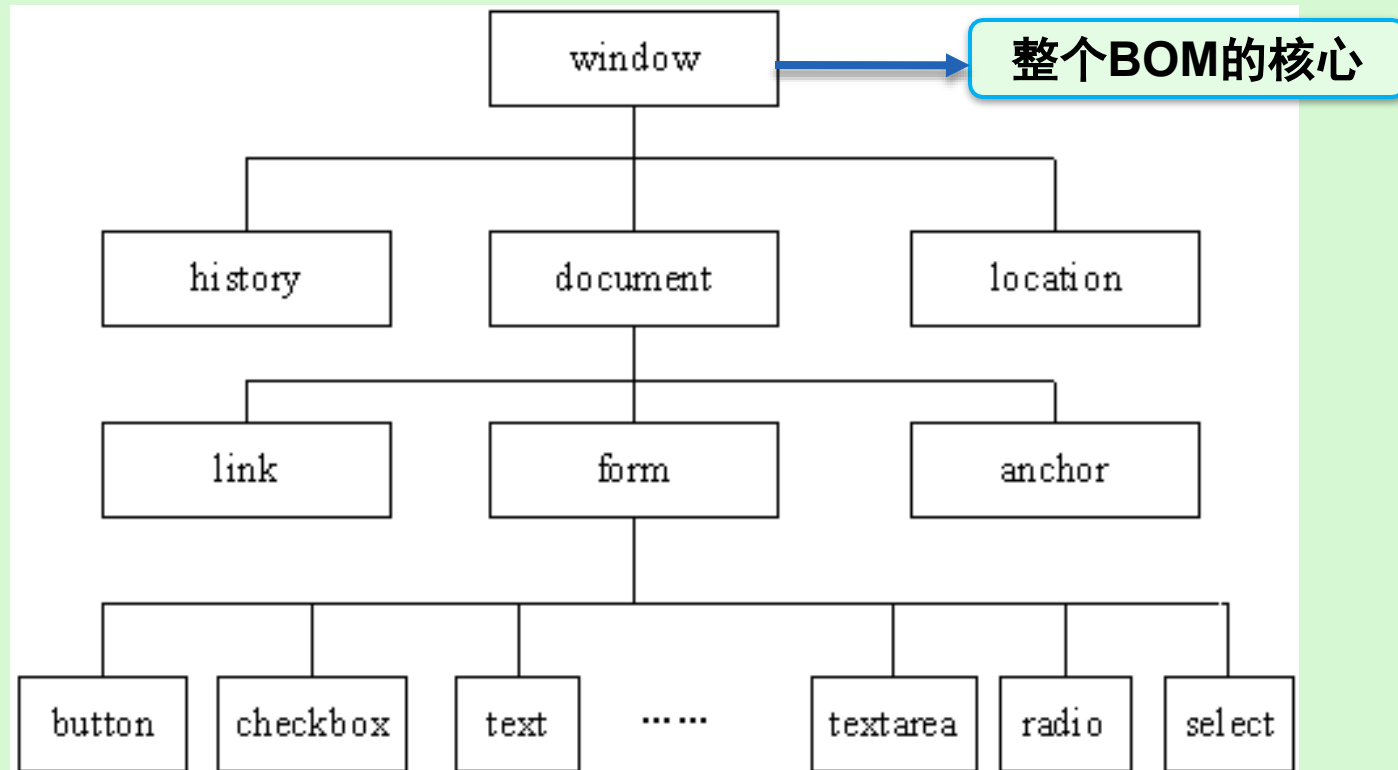 window
整个BOM的核心
history
document
location
link
form
anchor
button
checkbox
text
……
textarea
radio
select